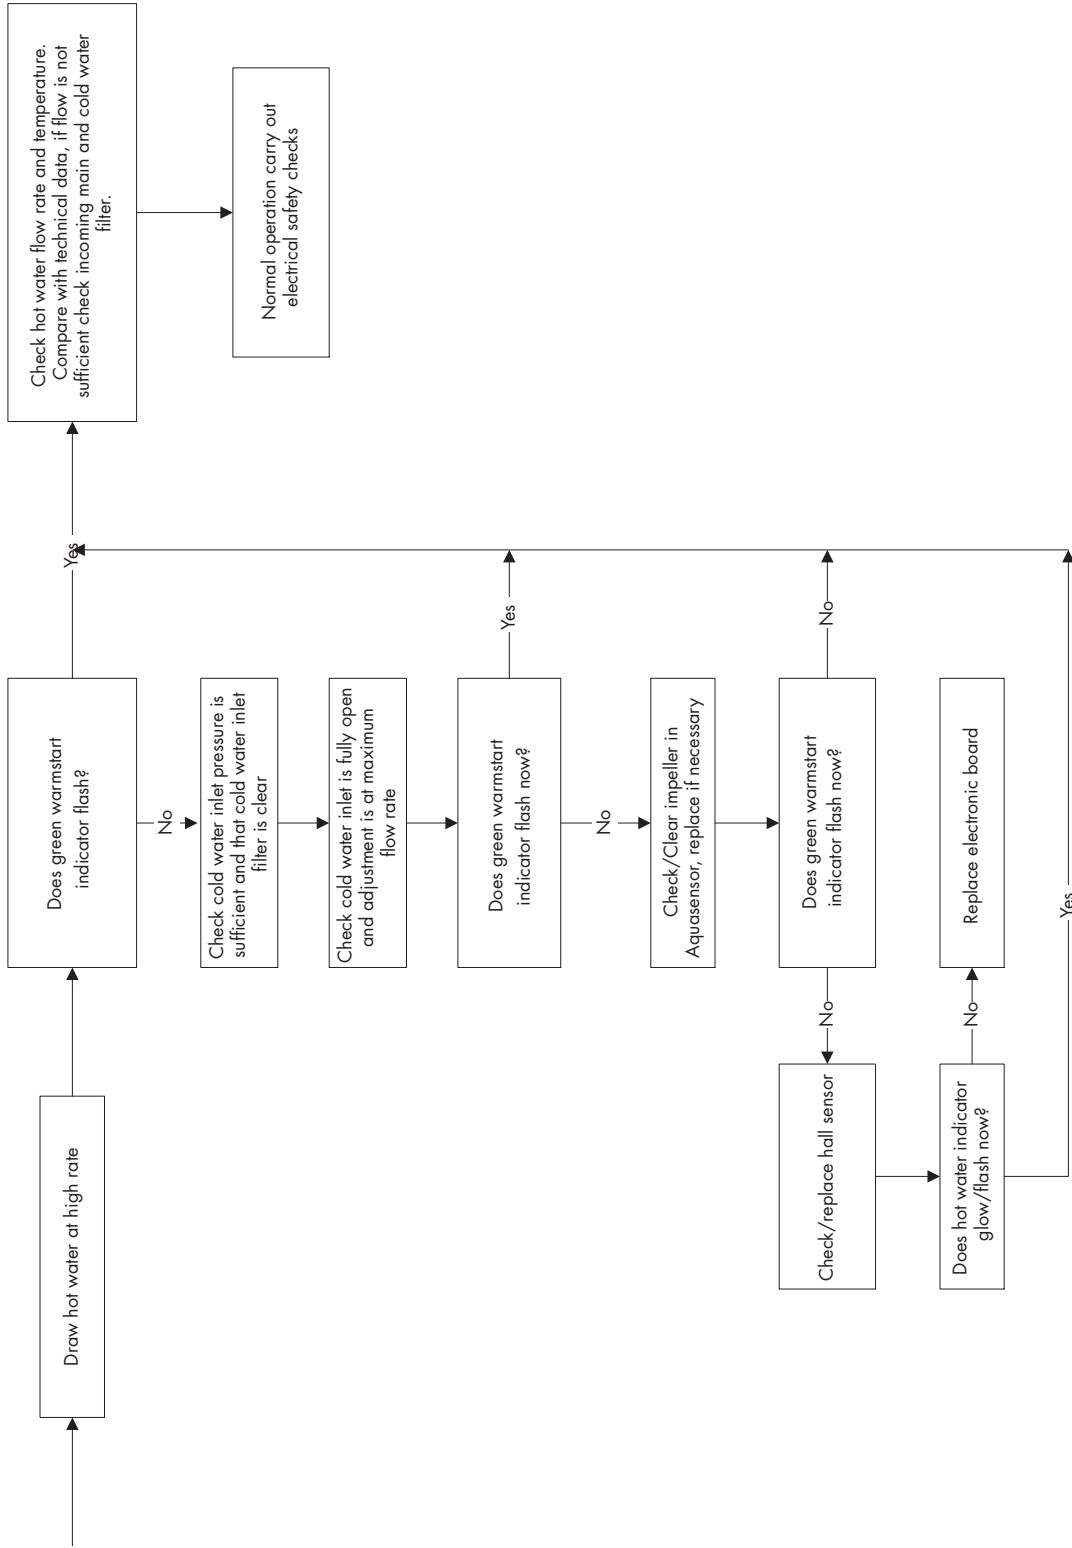 Draw hot water at high rate
Does green warmstart
indicator flash?
Yes
Check hot water flow rate and temperature.
Compare with technical data, if flow is not
sufficient check incoming main and cold water
filter.
Normal operation carry out
electrical safety checks
No
Check cold water inlet pressure is
sufficient and that cold water inlet
filter is clear
Check cold water inlet is fully open
and adjustment is at maximum
flow rate
Does green warmstart
indicator flash now?
Yes
No
Check/Clear impeller in
Aquasensor, replace if necessary
Does green warmstart
indicator flash now?
No
No
Check/replace hall sensor
Does hot water indicator
glow/flash now?
No
Replace electronic board
Yes